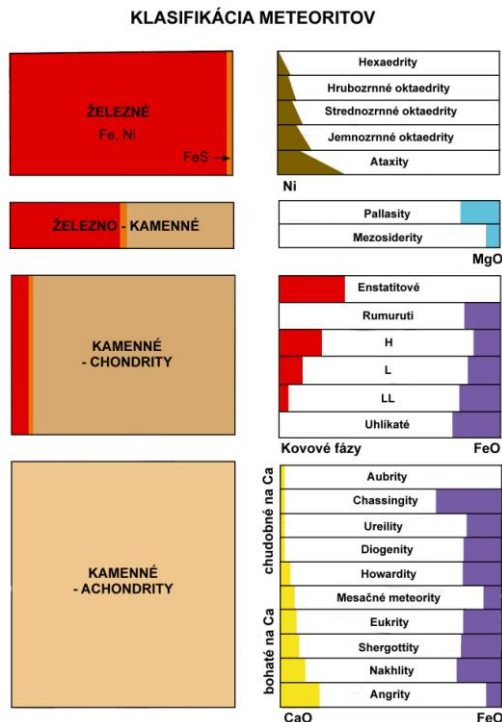 KLASIFIKÁCIA METEORITOV
ŽELEZNÉ
Fe, Ni
FeS
Hexaedrity
Hrubozrnné oktaedrity
Strednozrnné oktaedrity
Jemnozrnné oktaedrity
Ataxity
Ni
ŽELEZNO - KAMENNÉ
Pallasity
Mezosiderity
MgO
KAMENNÉ
- CHONDRITY
Enstatitové
Rumuruti
H
L
LL
Uhlíkaté
Kovové fázy
FeO
KAMENNÉ
- ACHONDRITY
chudobné na Ca
bohaté na Ca
Aubrity
Chassingity
Ureility
Diogenity
Howardity
Mesačné meteority
Eukrity
Shergottity
Nakhlity
Angrity
CaO
FeO